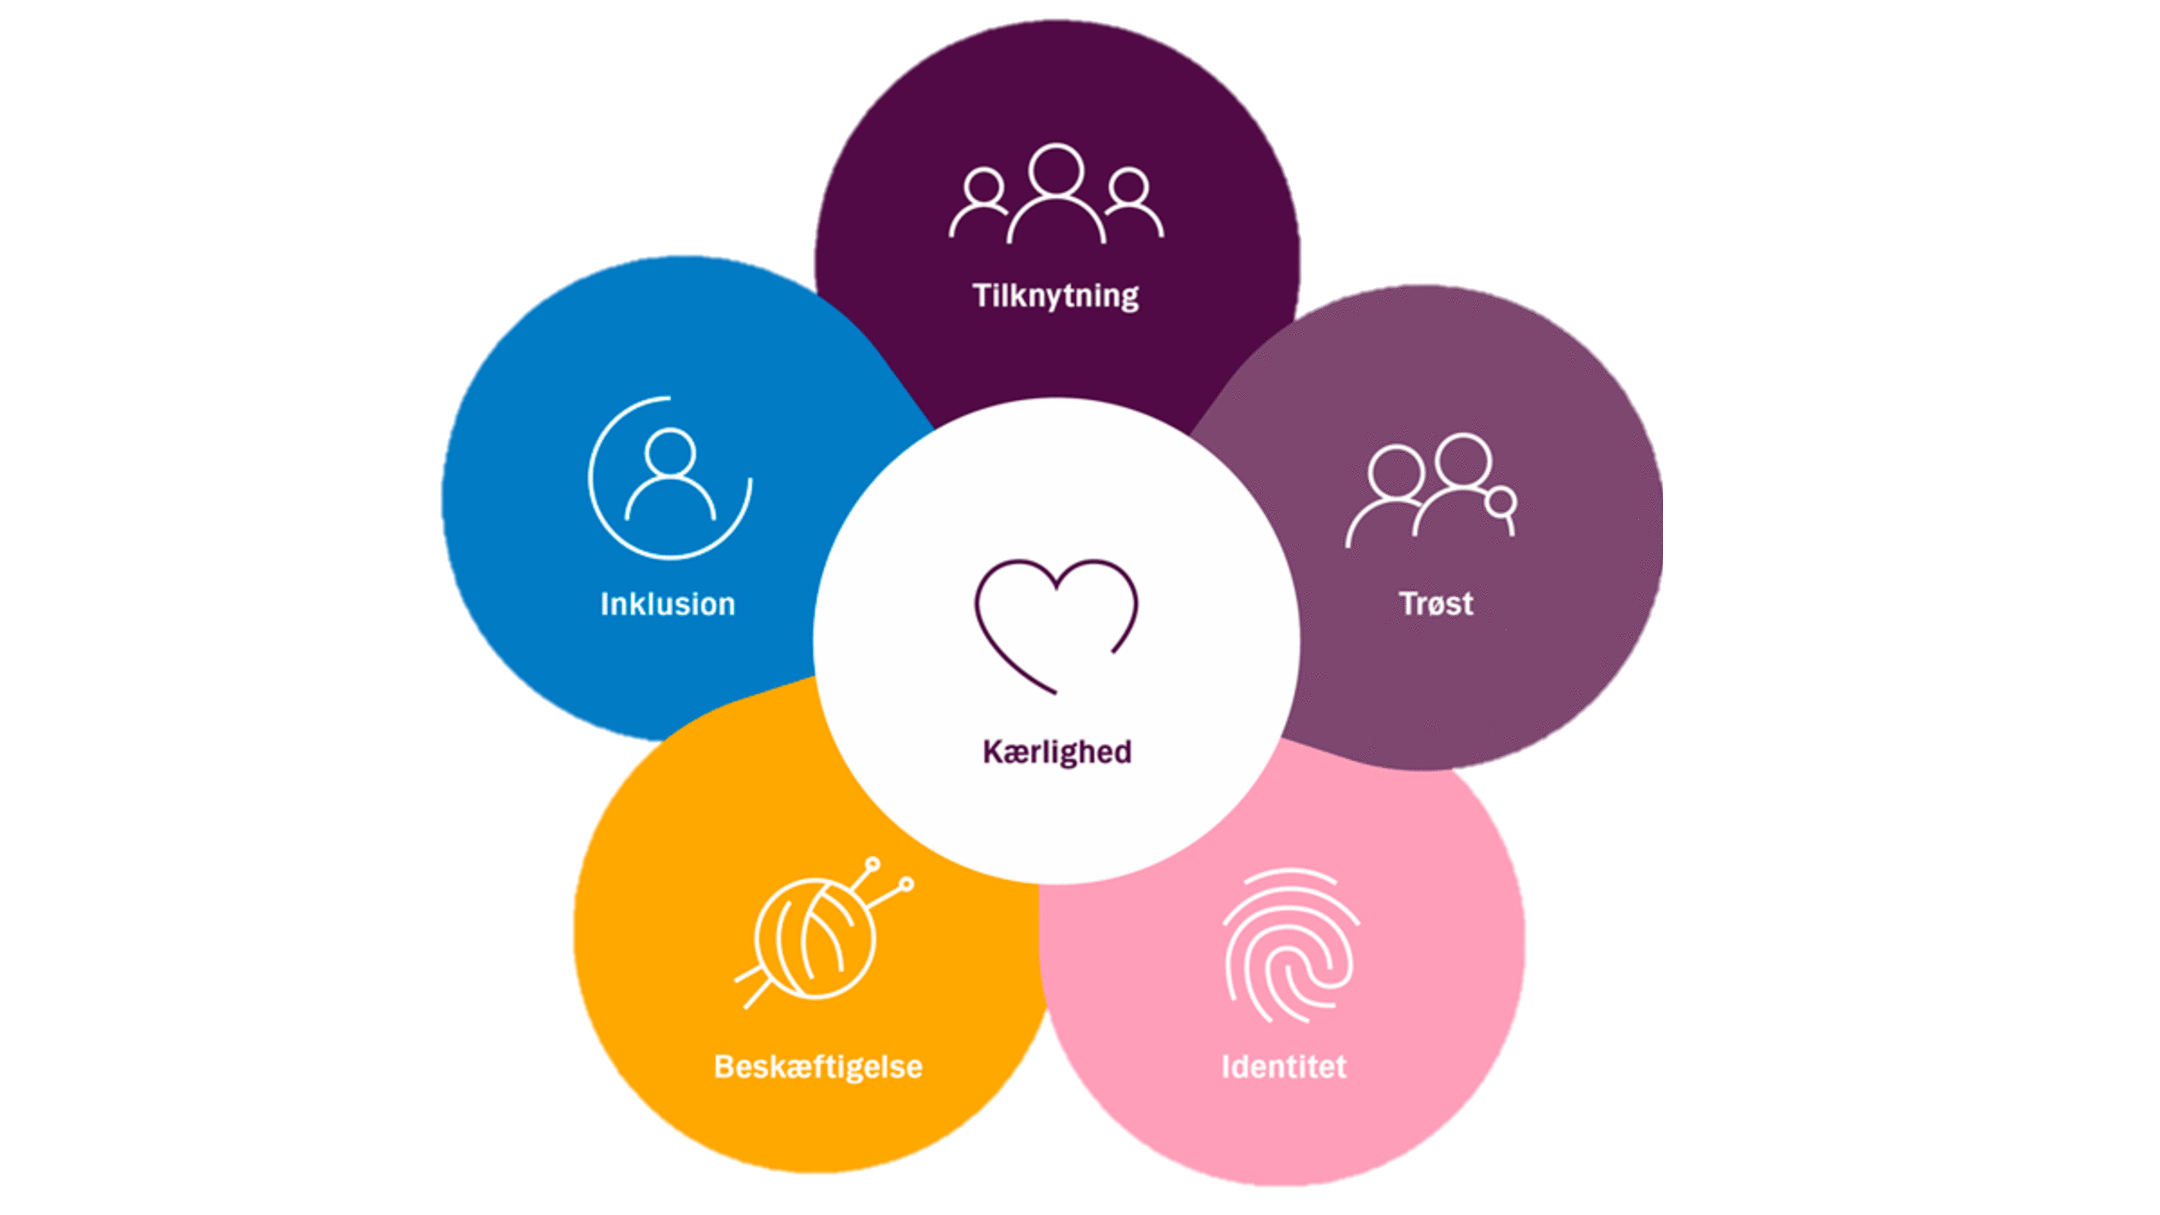 Tilknytning
Inklusion
Trøst
Kærlighed
Beskæftigelse
Identitet